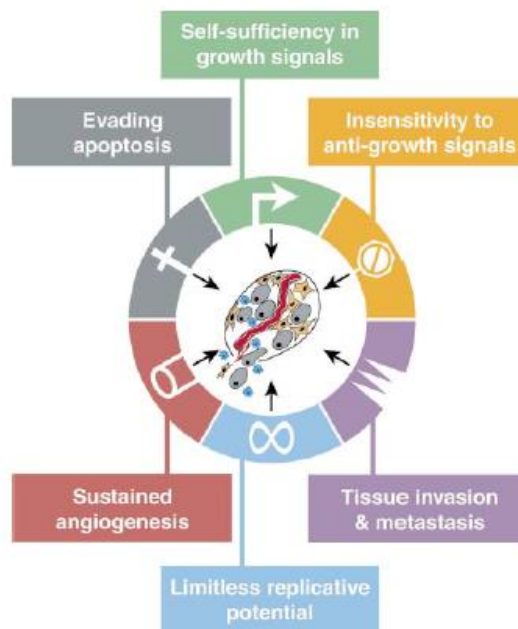 Self-sufficiency in
growth signals
Evading
apoptosis
Insensitivity to
anti-growth signals
Sustained
angiogenesis
Tissue invasion
& metastasis
Limitless replicative
potential